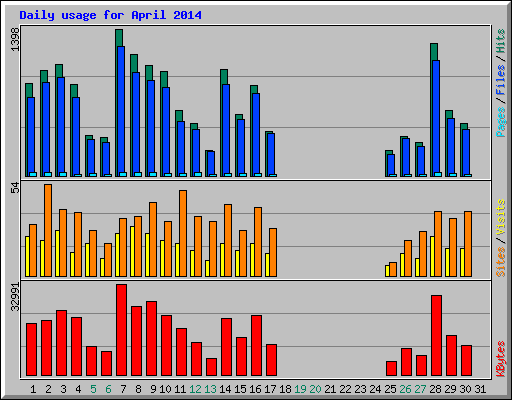 Daily usage for April 2014
1398
Pages/Files/Hits
54
Sites/Visits
32991
KBytes
1 2 3 4 5 6 7 8 9 10 11 12 13 14 15 16 17 18 19 20 21 22 23 24 25 26 27 28 29 30 31